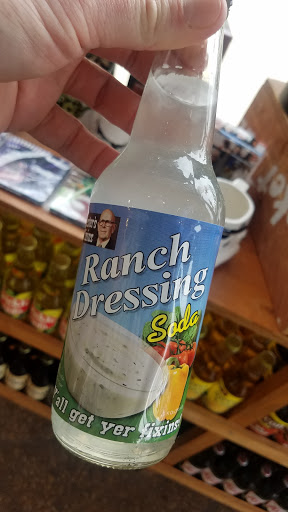 Ranch
Dressing
Soda
all get yer fixins